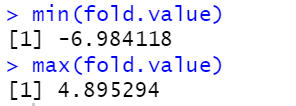 > min(fold.value)
[1] -6.984118
> max(fold.value)
[1] 4.895294